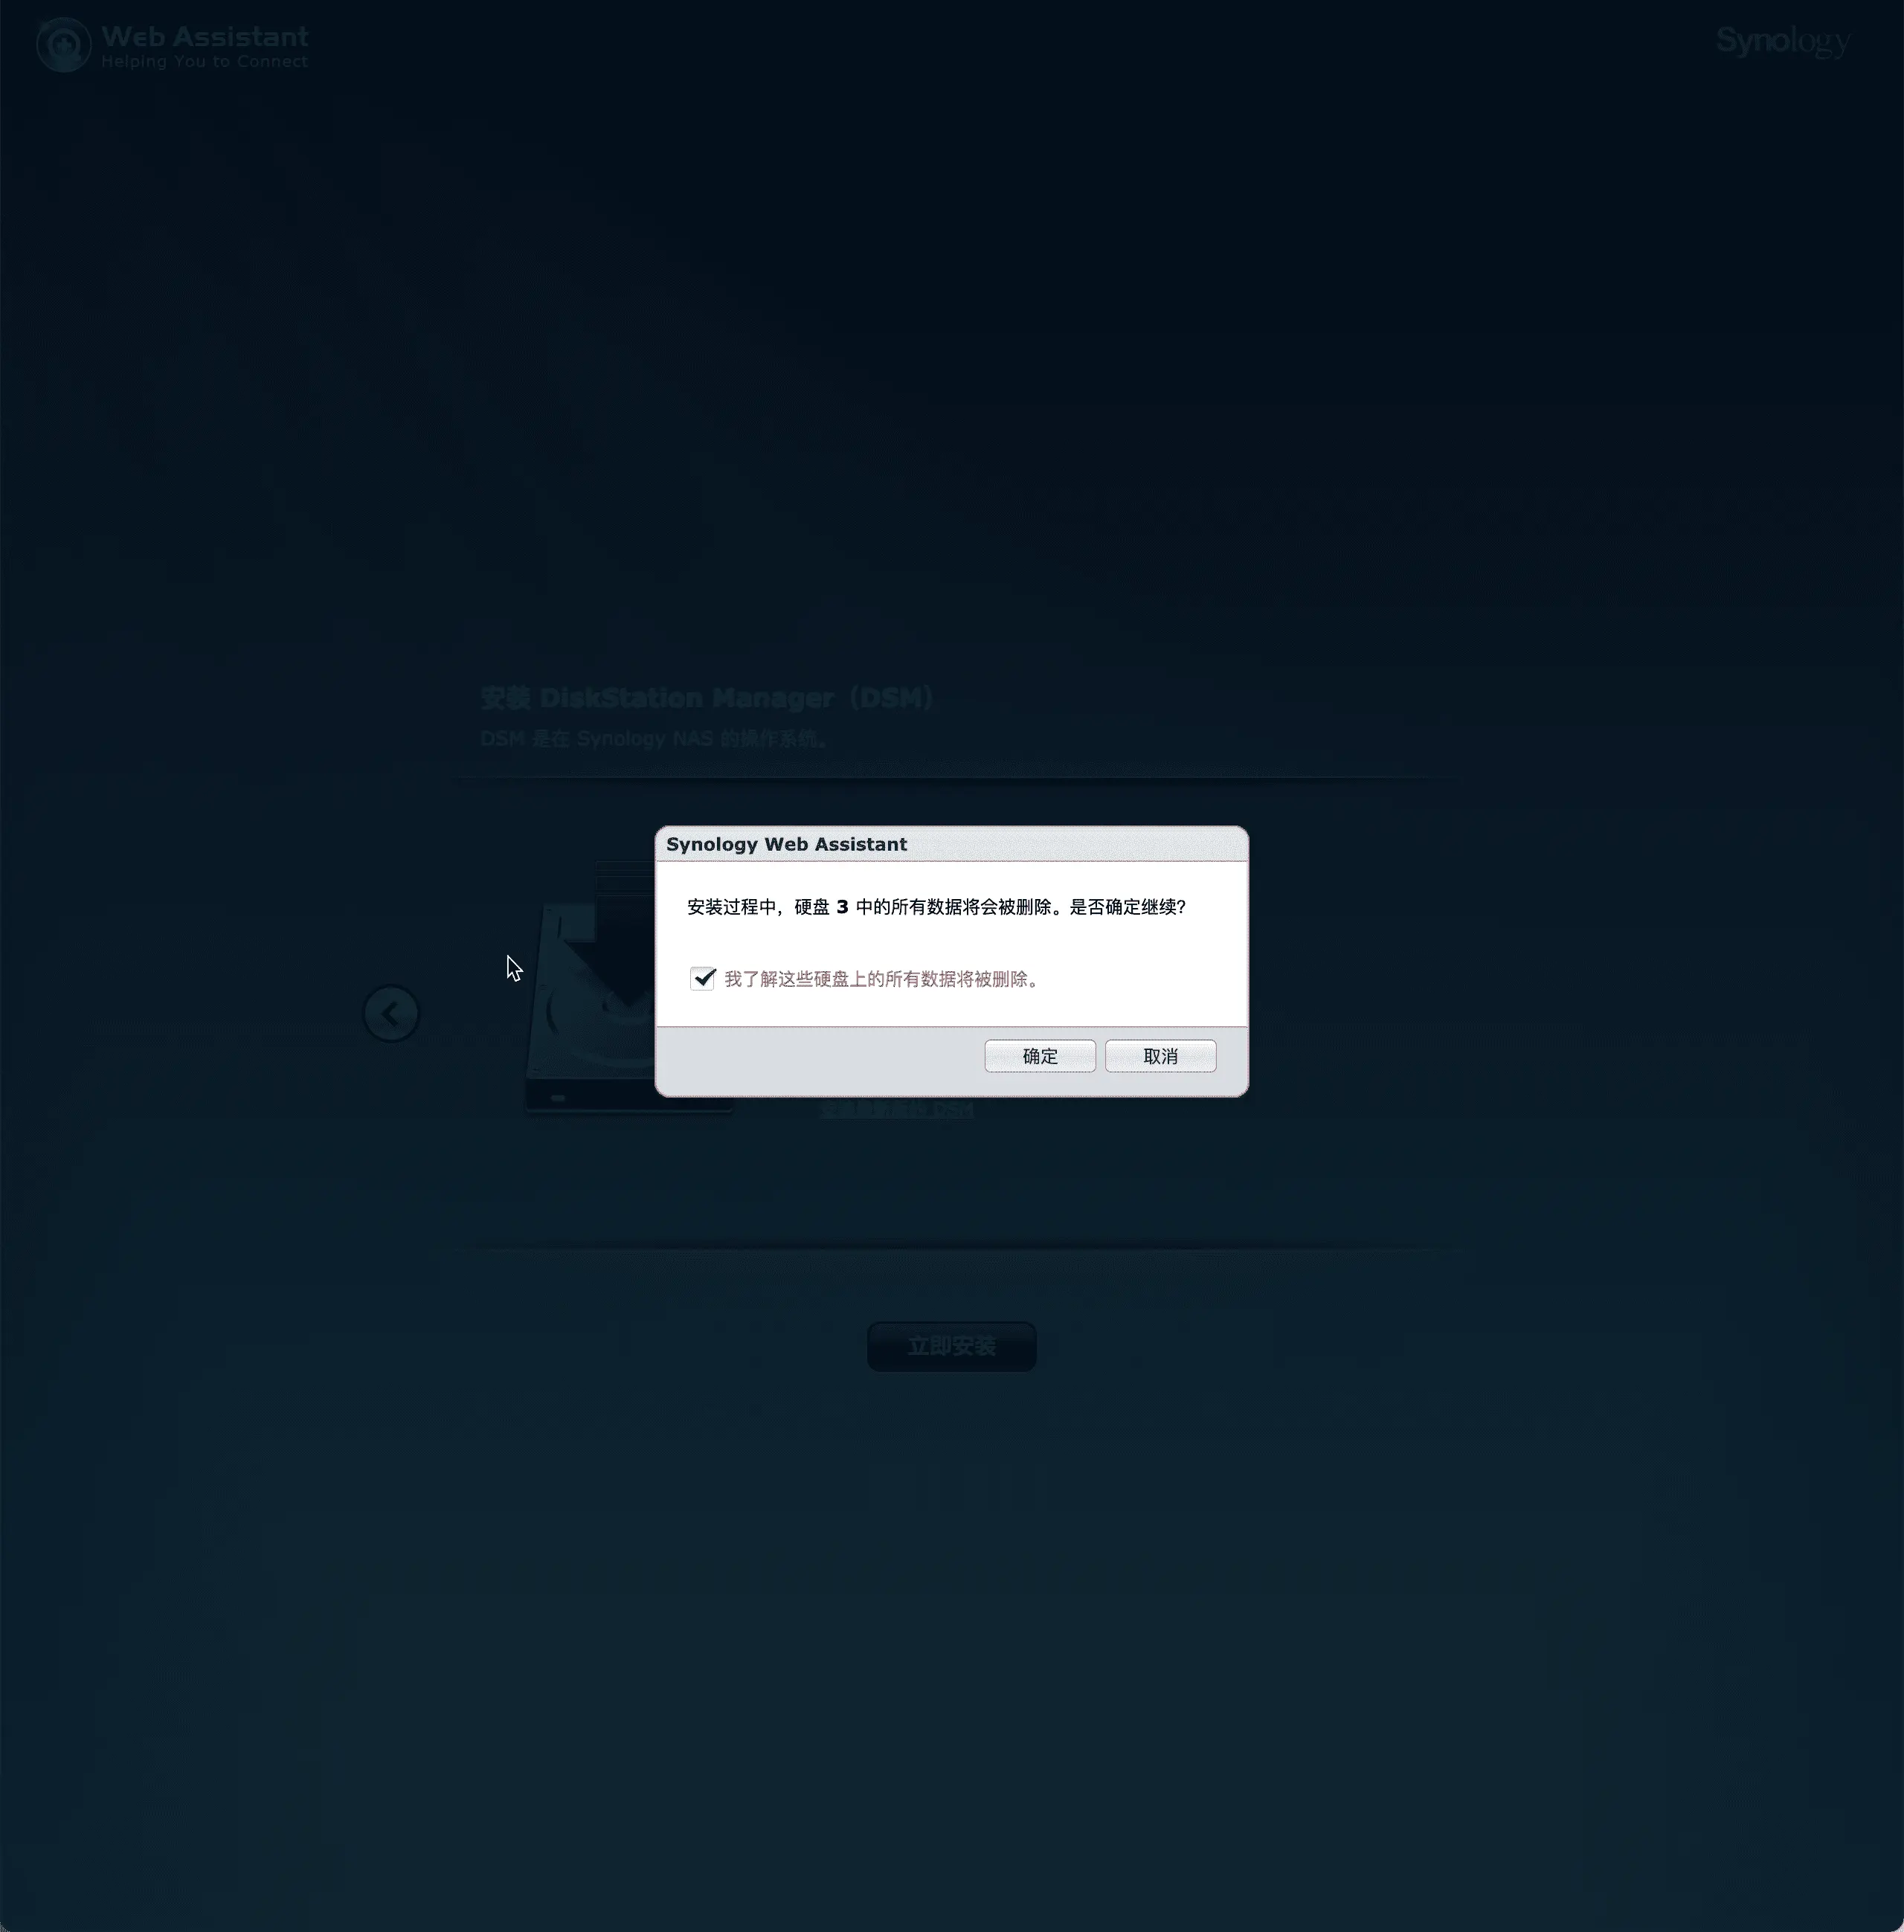 Web Assistant
Helping You to Connect
Synology
安装 DiskStation Manager（DSM）
DSM 是在 Synology NAS 的操作系统。
Synology Web Assistant
安装过程中，硬盘 3 中的所有数据将会被删除。是否确定继续？
我了解这些硬盘上的所有数据将被删除。
确定 取消
DSM
立即安装